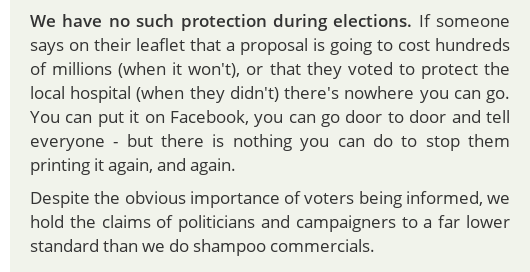 We have no such protection during elections. If someone
says on their leaflet that a proposal is going to cost hundreds
of millions (when it won't), or that they voted to protect the
local hospital (when they didn't) there's nowhere you can go.
You can put it on Facebook, you can go door to door and tell
everyone - but there is nothing you can do to stop them
printing it again, and again.
Despite the obvious importance of voters being informed, we
hold the claims of politicians and campaigners to a far lower
standard than we do shampoo commercials.